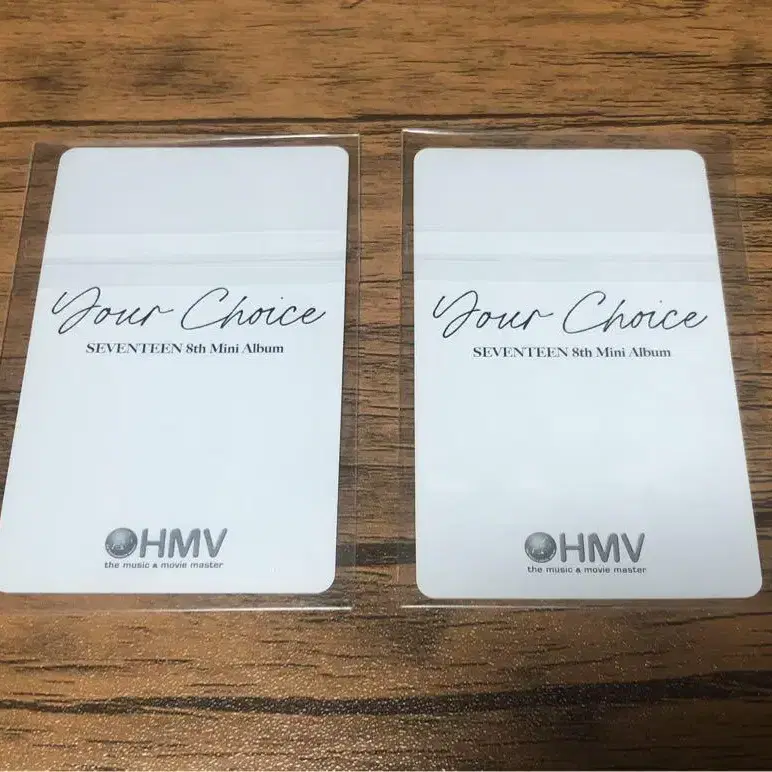 Your Choice
SEVENTEEN 8th Mini Album
HMV
the music & movie master
Your Choice
SEVENTEEN 8th Mini Album
HMV
the music & movie master